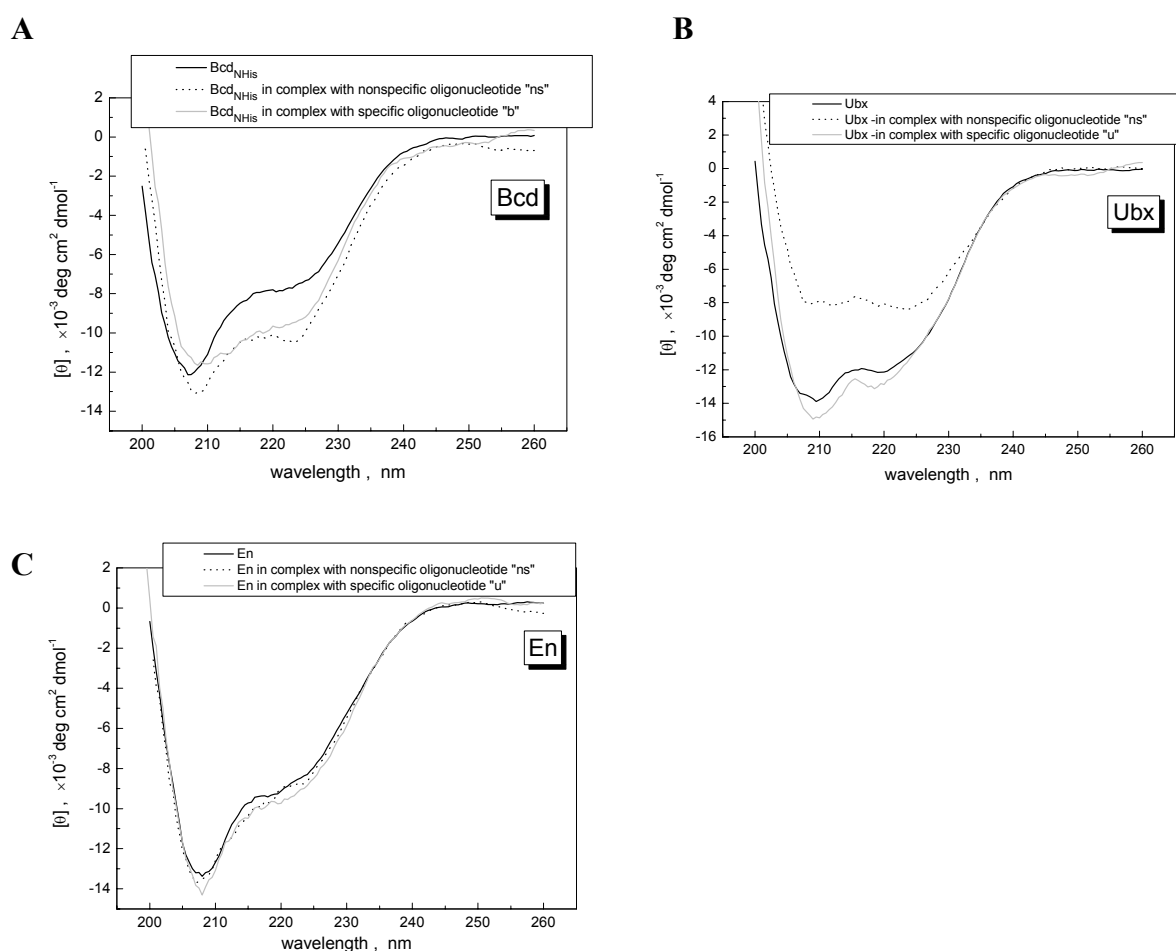 A
Bcd_NHis
Bcd_NHis in complex with nonspecific oligonucleotide "ns"
Bcd_NHis in complex with specific oligonucleotide "b"
Bcd
2
0
-2
-4
-6
-8
-10
-12
-14
[θ] , ×10⁻³ deg cm² dmol⁻¹
200 210 220 230 240 250 260
wavelength , nm
B
Ubx
Ubx -in complex with nonspecific oligonucleotide "ns"
Ubx -in complex with specific oligonucleotide "u"
Ubx
4
2
0
-2
-4
-6
-8
-10
-12
-14
-16
[θ] , ×10⁻³ deg cm² dmol⁻¹
200 210 220 230 240 250 260
wavelength , nm
C
En
En in complex with nonspecific oligonucleotide "ns"
En in complex with specific oligonucleotide "u"
En
2
0
-2
-4
-6
-8
-10
-12
-14
[θ] , ×10⁻³ deg cm² dmol⁻¹
200 210 220 230 240 250 260
wavelength , nm